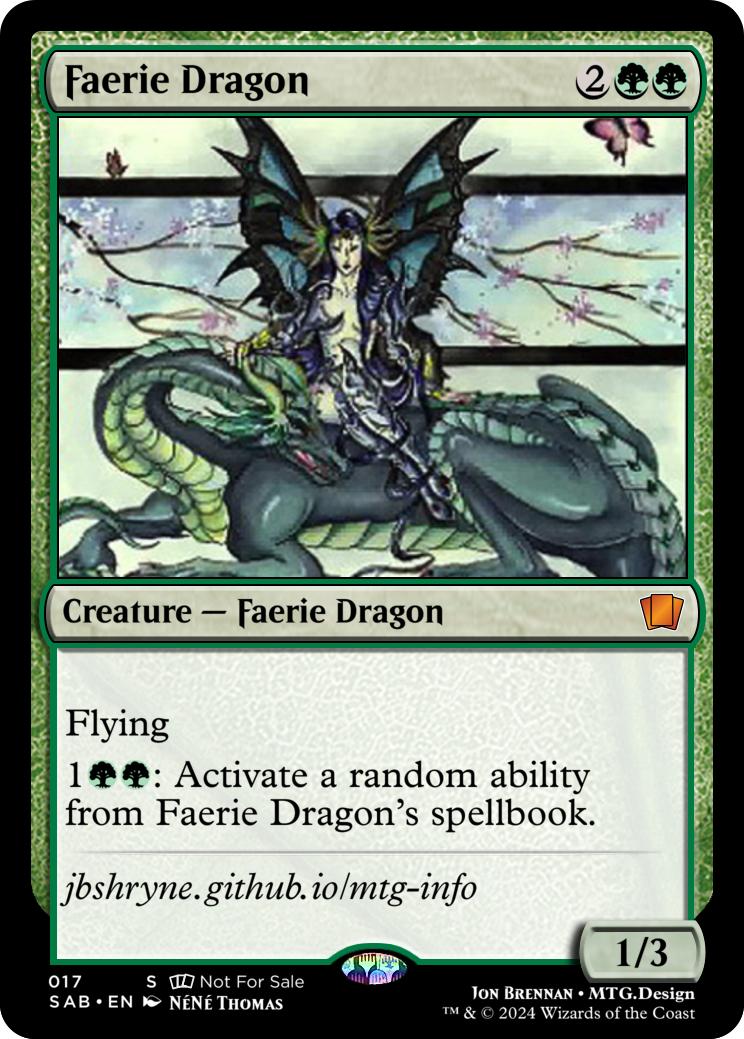 Faerie Dragon 2
Creature — Faerie Dragon
Flying
1: Activate a random ability
from Faerie Dragon's spellbook.
jbshryne.github.io/mtg-info
1/3
017 S Not For Sale
SAB • EN NéNé Thomas
Jon Brennan • MTG.Design
™ & © 2024 Wizards of the Coast